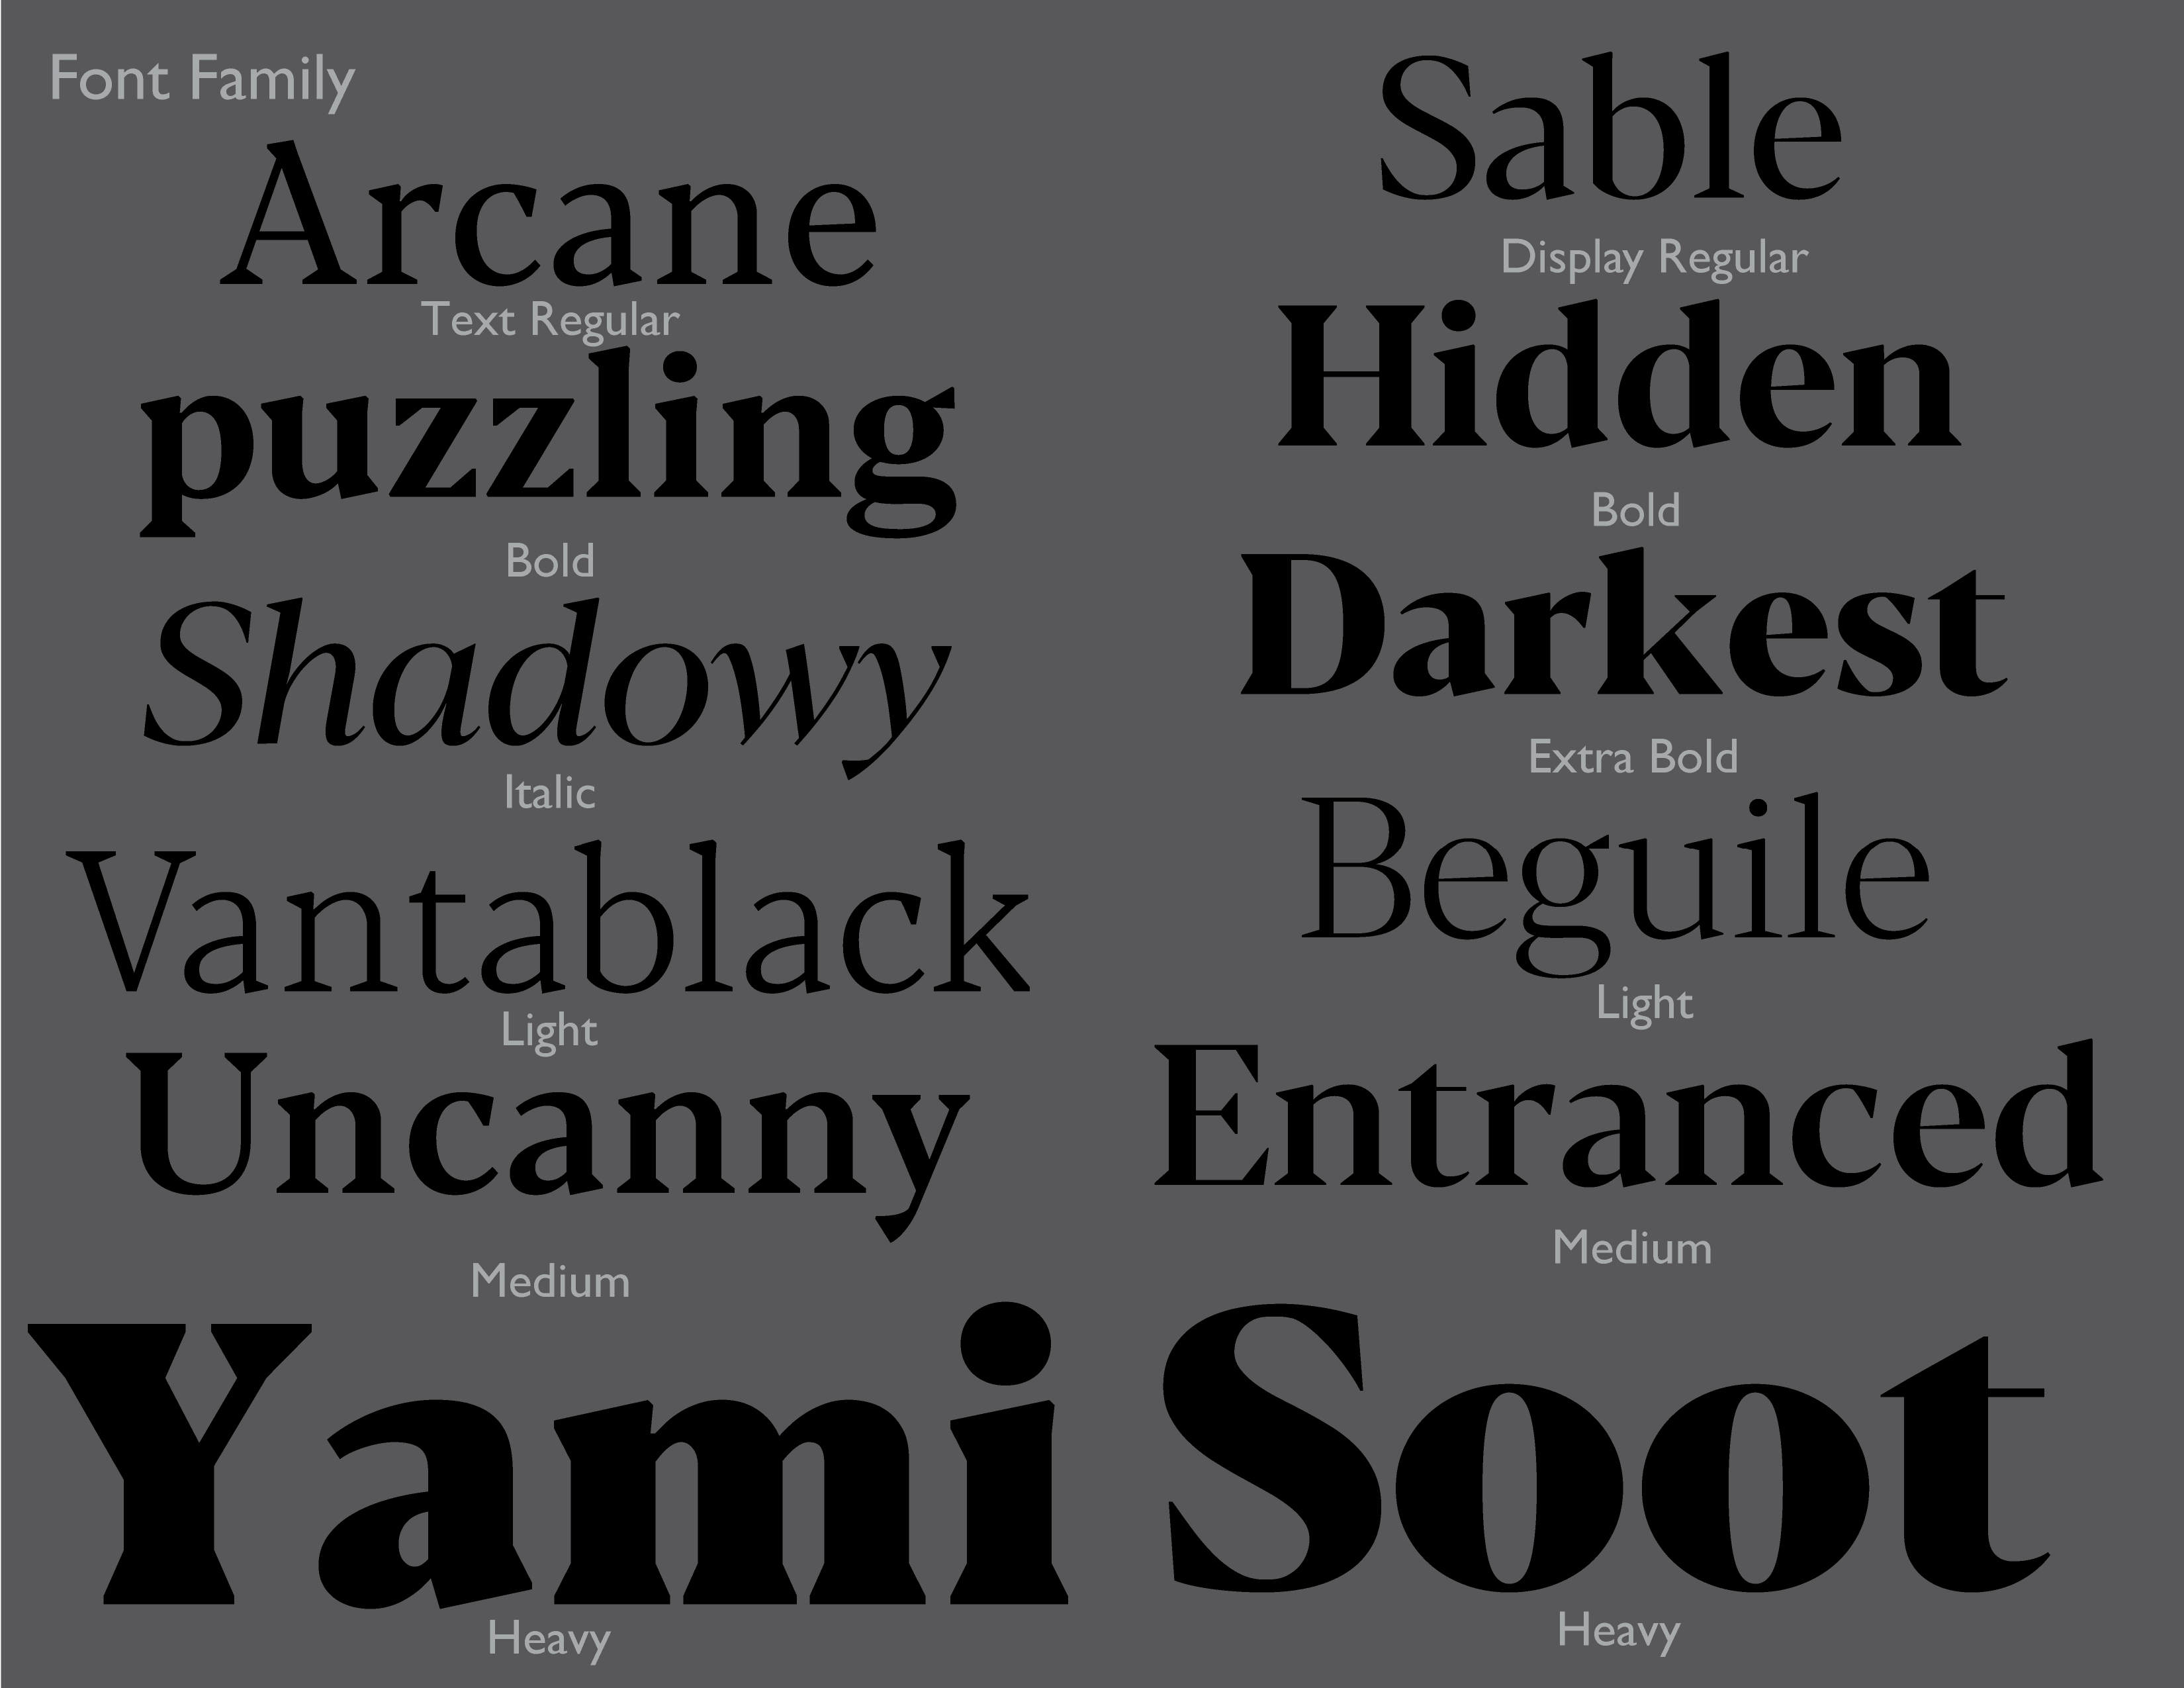 Font Family
Arcane
Text Regular
puzzling
Bold
Shadowy
Italic
Vantablack
Light
Uncanny
Medium
Yami
Heavy
Sable
Display Regular
Hidden
Bold
Darkest
Extra Bold
Beguile
Light
Entranced
Medium
Soot
Heavy